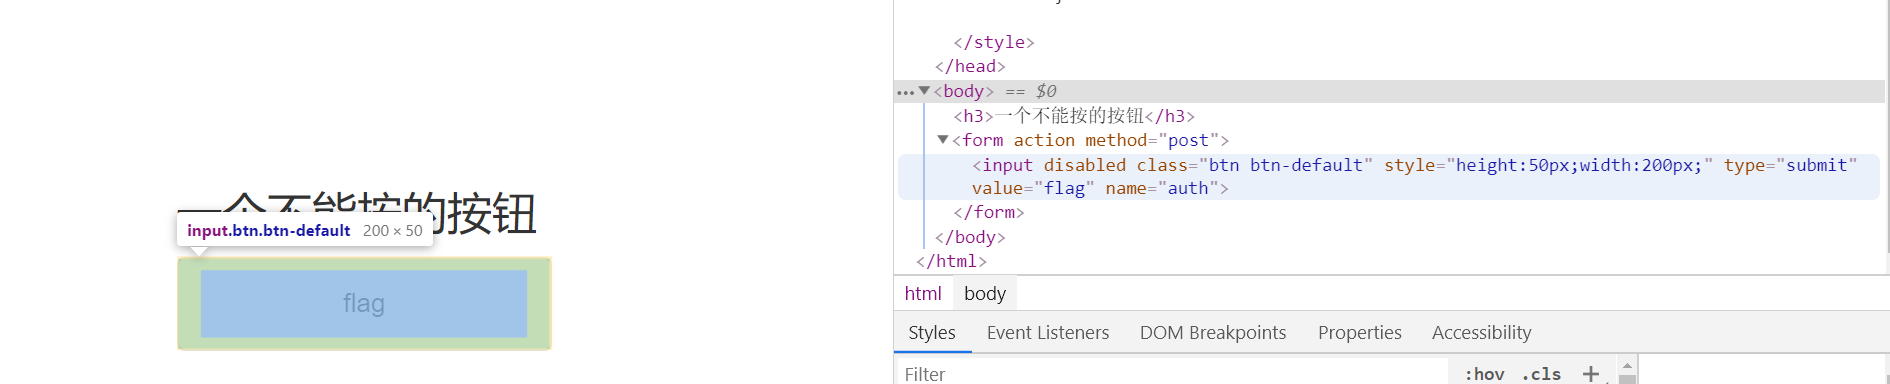 一个不能按的按钮
input.btn.btn-default 200 × 50
flag
</style>
</head>
… ▼<body> == $0
<h3>一个不能按的按钮</h3>
▼<form action method="post">
<input disabled class="btn btn-default" style="height:50px;width:200px;" type="submit"
value="flag" name="auth">
</form>
</body>
</html>
html body
Styles Event Listeners DOM Breakpoints Properties Accessibility
Filter :hov .cls +